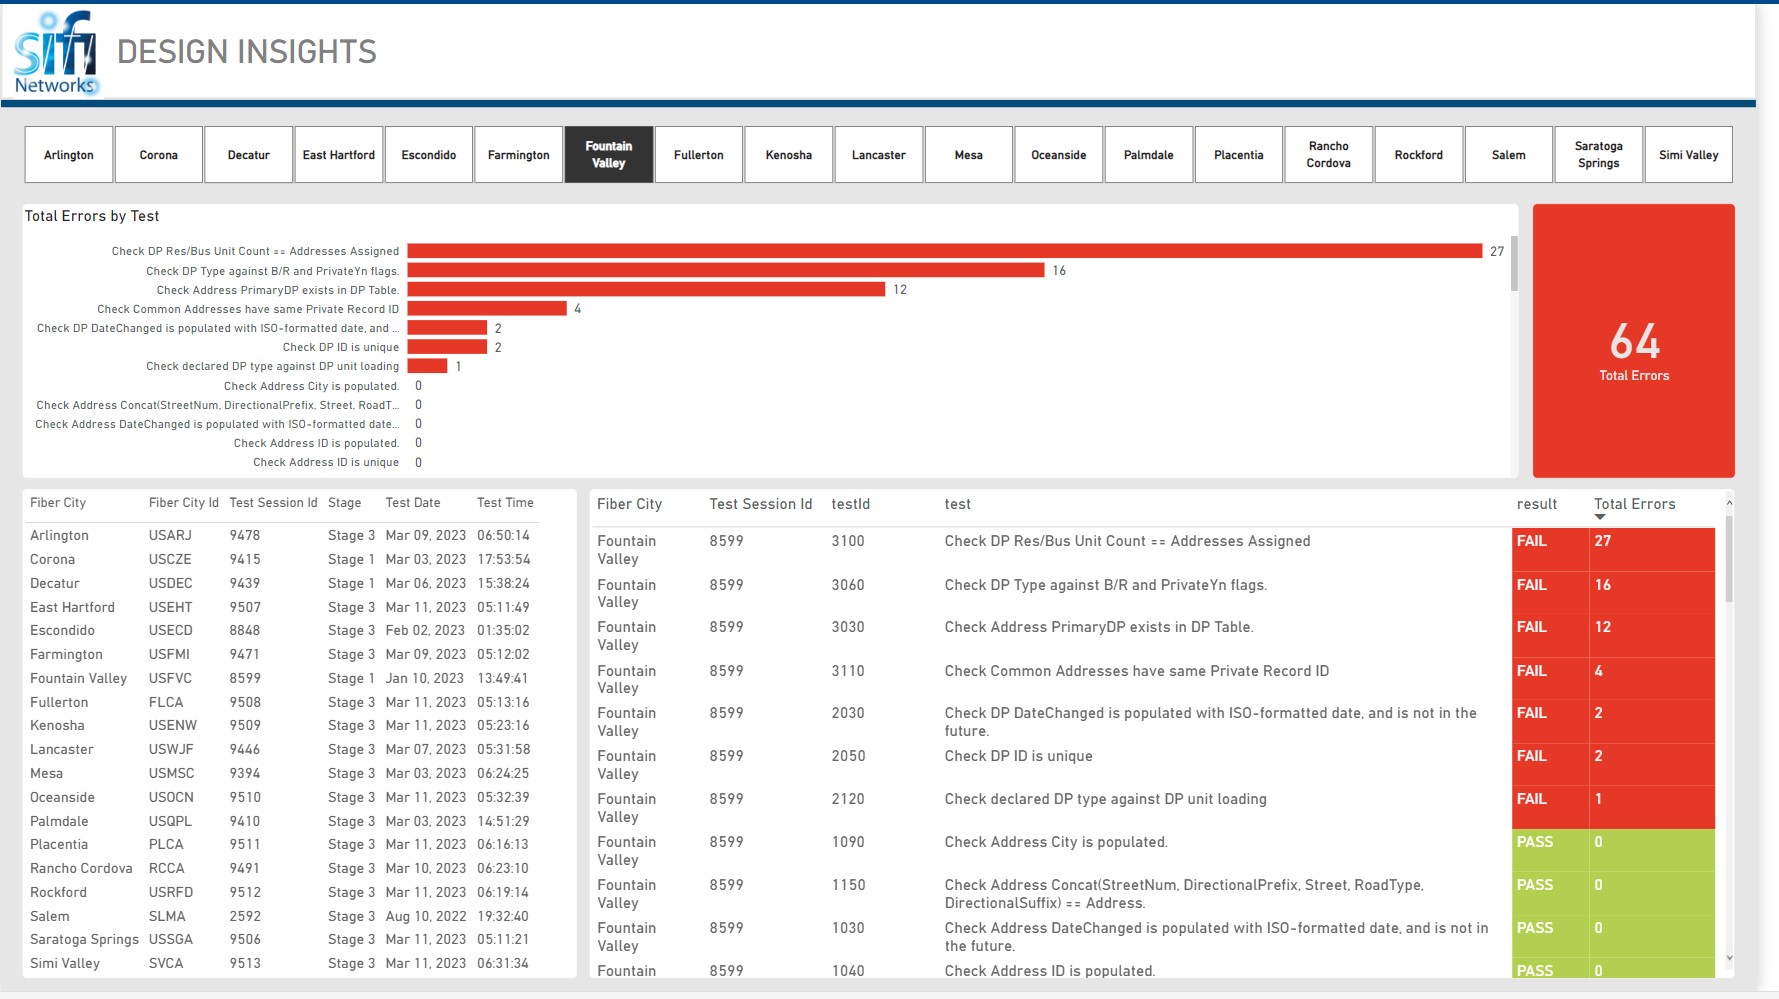 sifi
Networks
DESIGN INSIGHTS
Arlington
Corona
Decatur
East Hartford
Escondido
Farmington
Fountain
Valley
Fullerton
Kenosha
Lancaster
Mesa
Oceanside
Palmdale
Placentia
Rancho
Cordova
Rockford
Salem
Saratoga
Springs
Simi Valley
Total Errors by Test
Check DP Res/Bus Unit Count == Addresses Assigned 27
Check DP Type against B/R and PrivateYn flags. 16
Check Address PrimaryDP exists in DP Table. 12
Check Common Addresses have same Private Record ID 4
Check DP DateChanged is populated with ISO-formatted date, and ... 2
Check DP ID is unique 2
Check declared DP type against DP unit loading 1
Check Address City is populated. 0
Check Address Concat(StreetNum, DirectionalPrefix, Street, RoadT... 0
Check Address DateChanged is populated with ISO-formatted date... 0
Check Address ID is populated. 0
Check Address ID is unique 0
64
Total Errors
Fiber City Fiber City Id Test Session Id Stage Test Date Test Time
Arlington USARJ 9478 Stage 3 Mar 09, 2023 06:50:14
Corona USCZE 9415 Stage 1 Mar 03, 2023 17:53:54
Decatur USDEC 9439 Stage 1 Mar 06, 2023 15:38:24
East Hartford USEHT 9507 Stage 3 Mar 11, 2023 05:11:49
Escondido USECD 8848 Stage 3 Feb 02, 2023 01:35:02
Farmington USFMI 9471 Stage 3 Mar 09, 2023 05:12:02
Fountain Valley USFVC 8599 Stage 1 Jan 10, 2023 13:49:41
Fullerton FLCA 9508 Stage 3 Mar 11, 2023 05:13:16
Kenosha USENW 9509 Stage 3 Mar 11, 2023 05:23:16
Lancaster USWJF 9446 Stage 3 Mar 07, 2023 05:31:58
Mesa USMSC 9394 Stage 3 Mar 03, 2023 06:24:25
Oceanside USOCN 9510 Stage 3 Mar 11, 2023 05:32:39
Palmdale USQPL 9410 Stage 3 Mar 03, 2023 14:51:29
Placentia PLCA 9511 Stage 3 Mar 11, 2023 06:16:13
Rancho Cordova RCCA 9491 Stage 3 Mar 10, 2023 06:23:10
Rockford USRFD 9512 Stage 3 Mar 11, 2023 06:19:14
Salem SLMA 2592 Stage 3 Aug 10, 2022 19:32:40
Saratoga Springs USSGA 9506 Stage 3 Mar 11, 2023 05:11:21
Simi Valley SVCA 9513 Stage 3 Mar 11, 2023 06:31:34
Fiber City Test Session Id testId test result Total Errors
Fountain 8599 3100 Check DP Res/Bus Unit Count == Addresses Assigned FAIL 27
Valley
Fountain 8599 3060 Check DP Type against B/R and PrivateYn flags. FAIL 16
Valley
Fountain 8599 3030 Check Address PrimaryDP exists in DP Table. FAIL 12
Valley
Fountain 8599 3110 Check Common Addresses have same Private Record ID FAIL 4
Valley
Fountain 8599 2030 Check DP DateChanged is populated with ISO-formatted date, and is not in the FAIL 2
Valley future.
Fountain 8599 2050 Check DP ID is unique FAIL 2
Valley
Fountain 8599 2120 Check declared DP type against DP unit loading FAIL 1
Valley
Fountain 8599 1090 Check Address City is populated. PASS 0
Valley
Fountain 8599 1150 Check Address Concat(StreetNum, DirectionalPrefix, Street, RoadType, PASS 0
Valley DirectionalSuffix) == Address.
Fountain 8599 1030 Check Address DateChanged is populated with ISO-formatted date, and is not in PASS 0
Valley the future.
Fountain 8599 1040 Check Address ID is populated. PASS 0